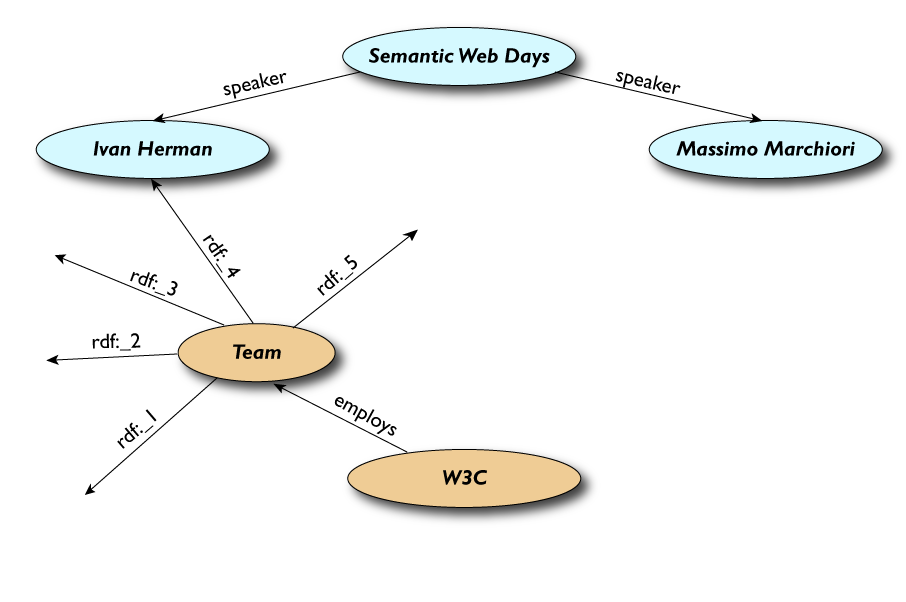 Semantic Web Days
speaker
speaker
Ivan Herman
Massimo Marchiori
rdf:_4
rdf:_5
rdf:_3
rdf:_2
Team
rdf:_1
employs
W3C